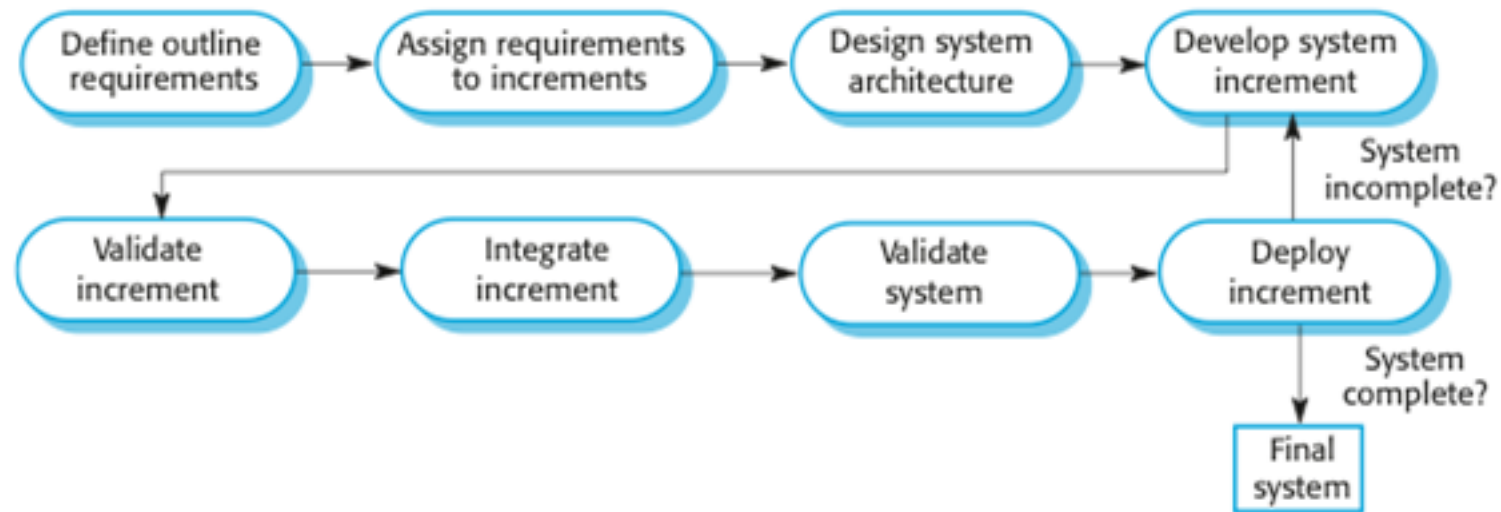 Define outline
requirements
Assign requirements
to increments
Design system
architecture
Develop system
increment
System
incomplete?
Validate
increment
Integrate
increment
Validate
system
Deploy
increment
System
complete?
Final
system